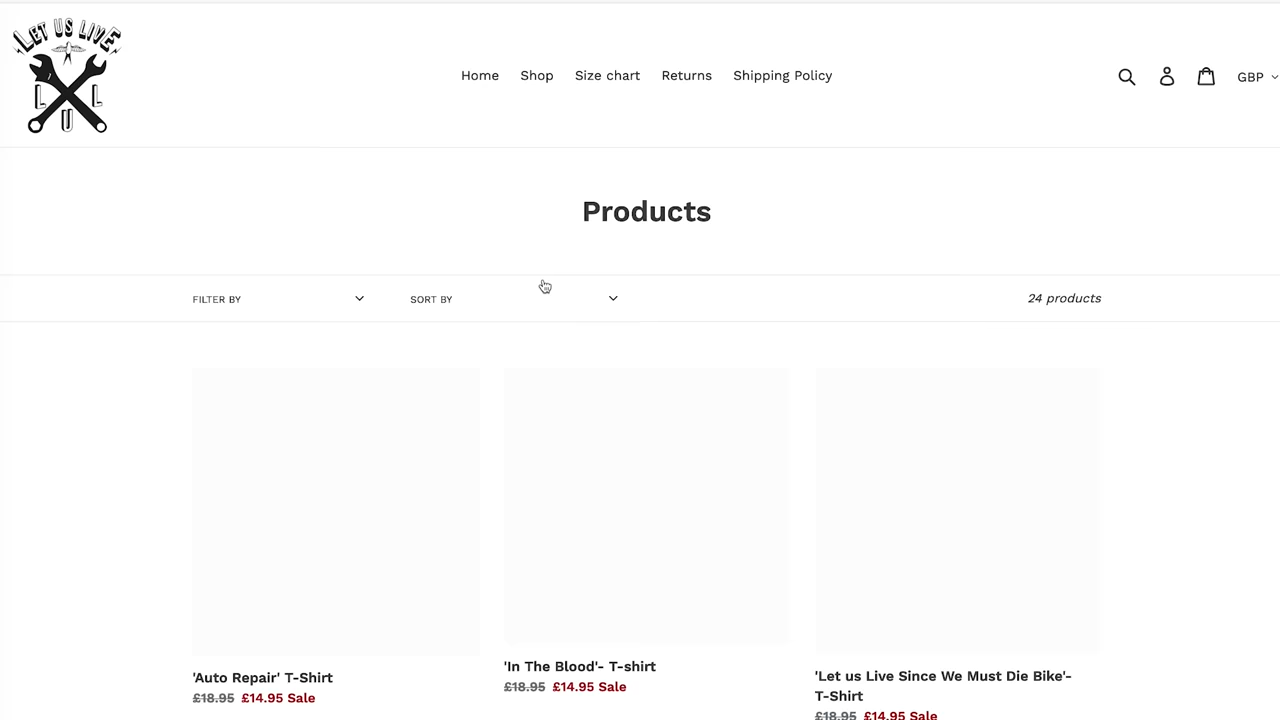 LET US LIVE
L L
U
Home Shop Size chart Returns Shipping Policy
GBP
Products
FILTER BY
SORT BY
24 products
'Auto Repair' T-Shirt
£18.95 £14.95 Sale
'In The Blood'- T-shirt
£18.95 £14.95 Sale
'Let us Live Since We Must Die Bike'-
T-Shirt
£18.95 £14.95 Sale